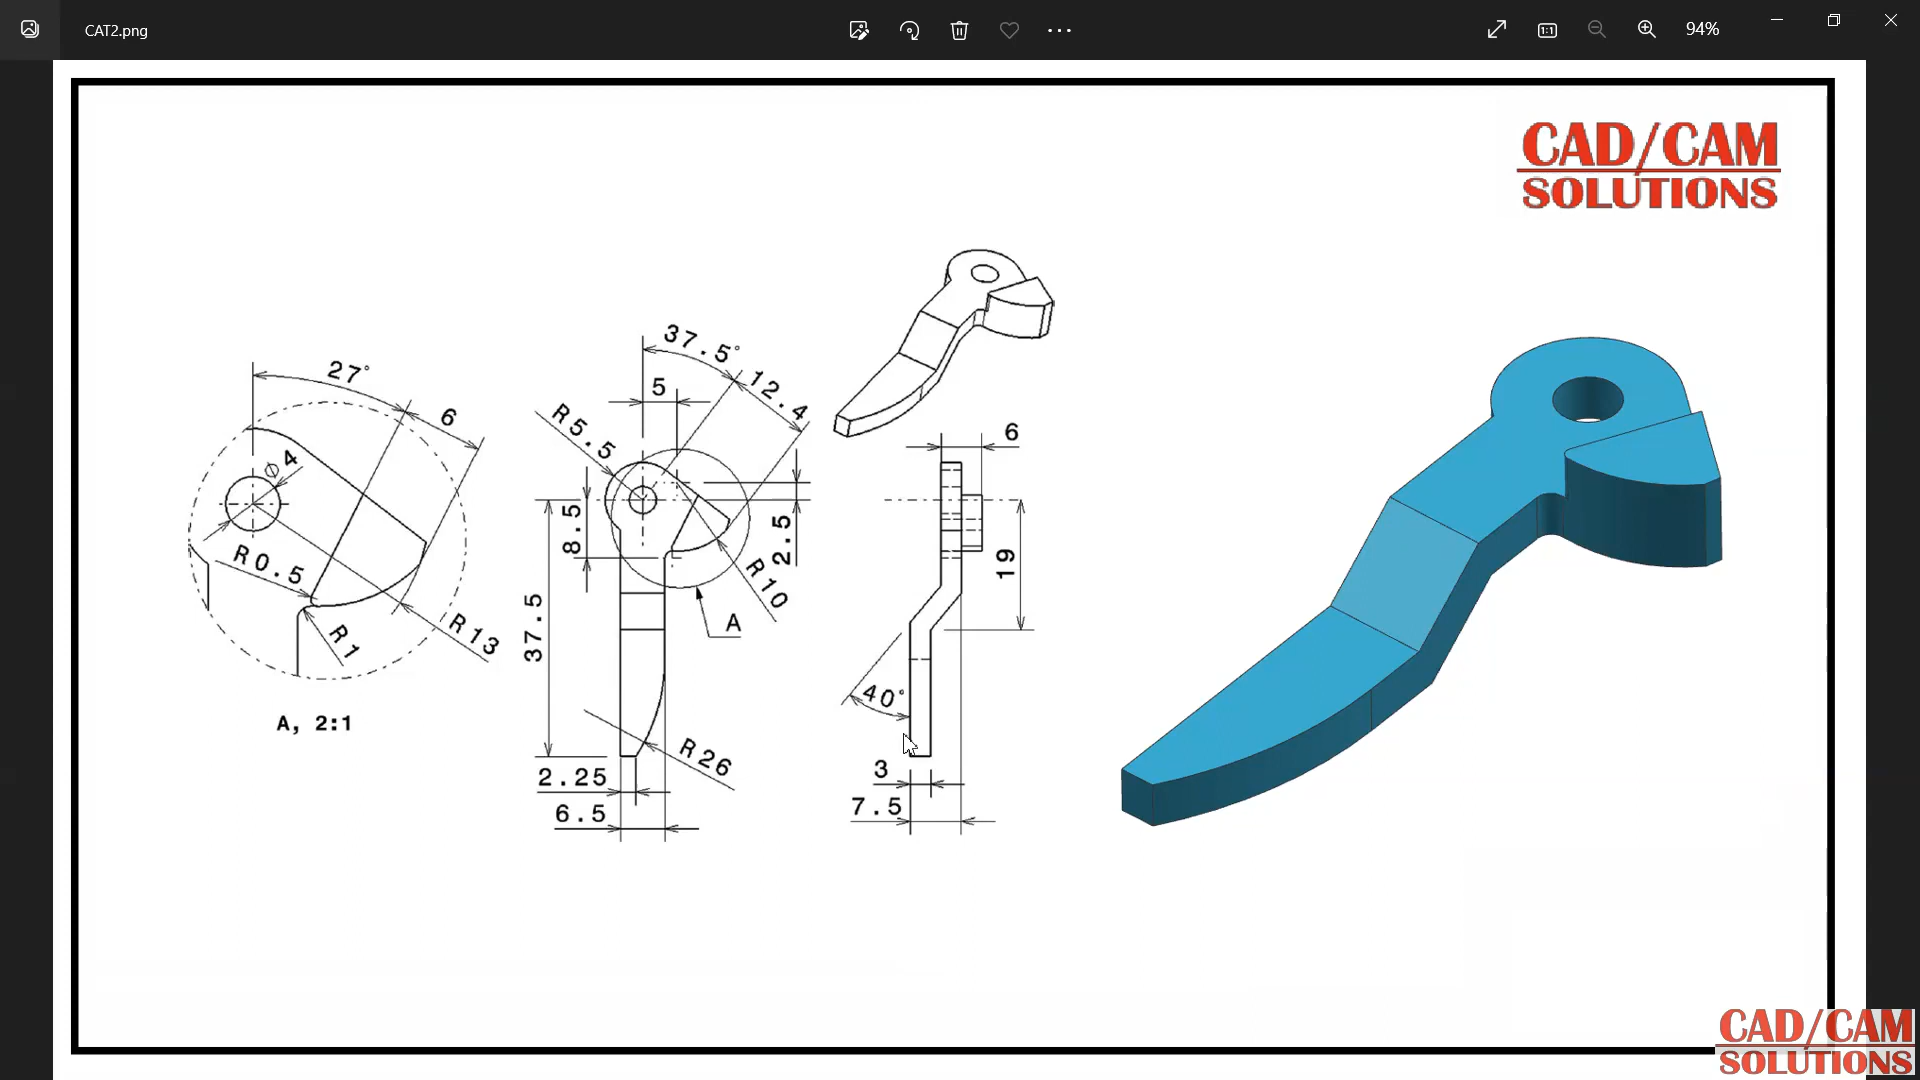 CAT2.png
94%
CAD/CAM
SOLUTIONS
27°
6
Ø4
R0.5
R1
R13
A, 2:1
37.5°
5
12.4
R5.5
8.5
2.5
R10
37.5
A
R26
2.25
6.5
6
19
40°
3
7.5
CAD/CAM
SOLUTIONS